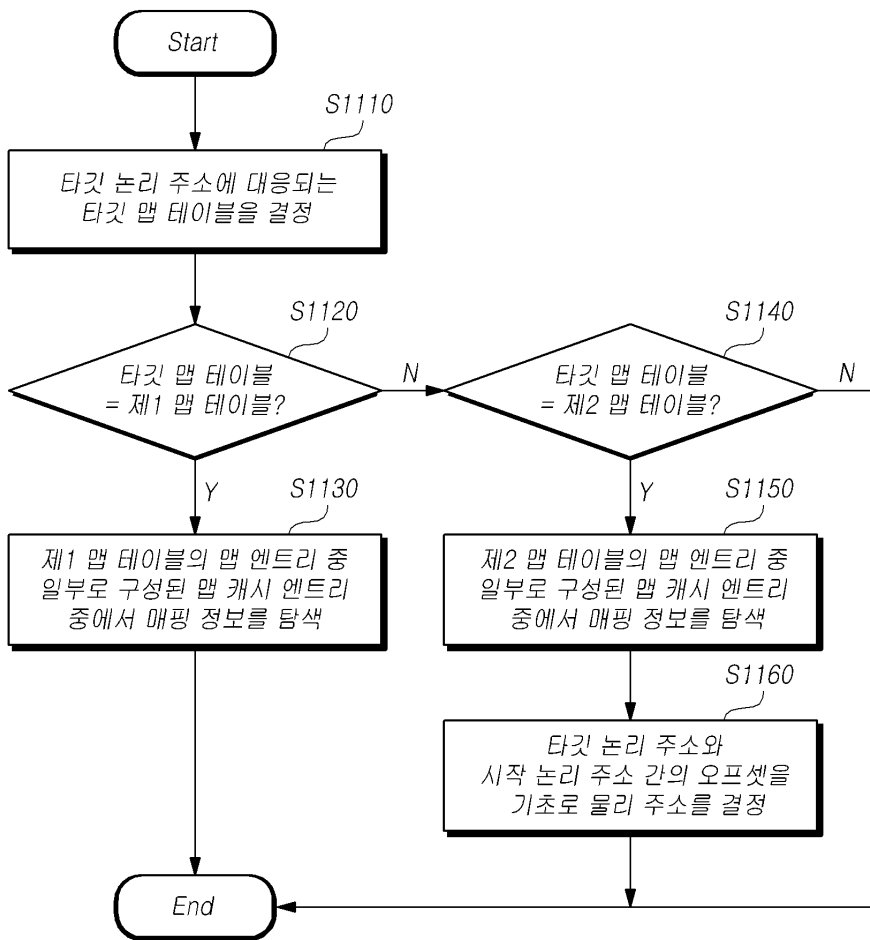 Start
S1110
타깃 논리 주소에 대응되는
타깃 맵 테이블을 결정
S1120
타깃 맵 테이블
= 제1 맵 테이블?
N
Y
S1140
타깃 맵 테이블
= 제2 맵 테이블?
N
Y
S1130
제1 맵 테이블의 맵 엔트리 중
일부로 구성된 맵 캐시 엔트리
중에서 매핑 정보를 탐색
S1150
제2 맵 테이블의 맵 엔트리 중
일부로 구성된 맵 캐시 엔트리
중에서 매핑 정보를 탐색
S1160
타깃 논리 주소와
시작 논리 주소 간의 오프셋을
기초로 물리 주소를 결정
End